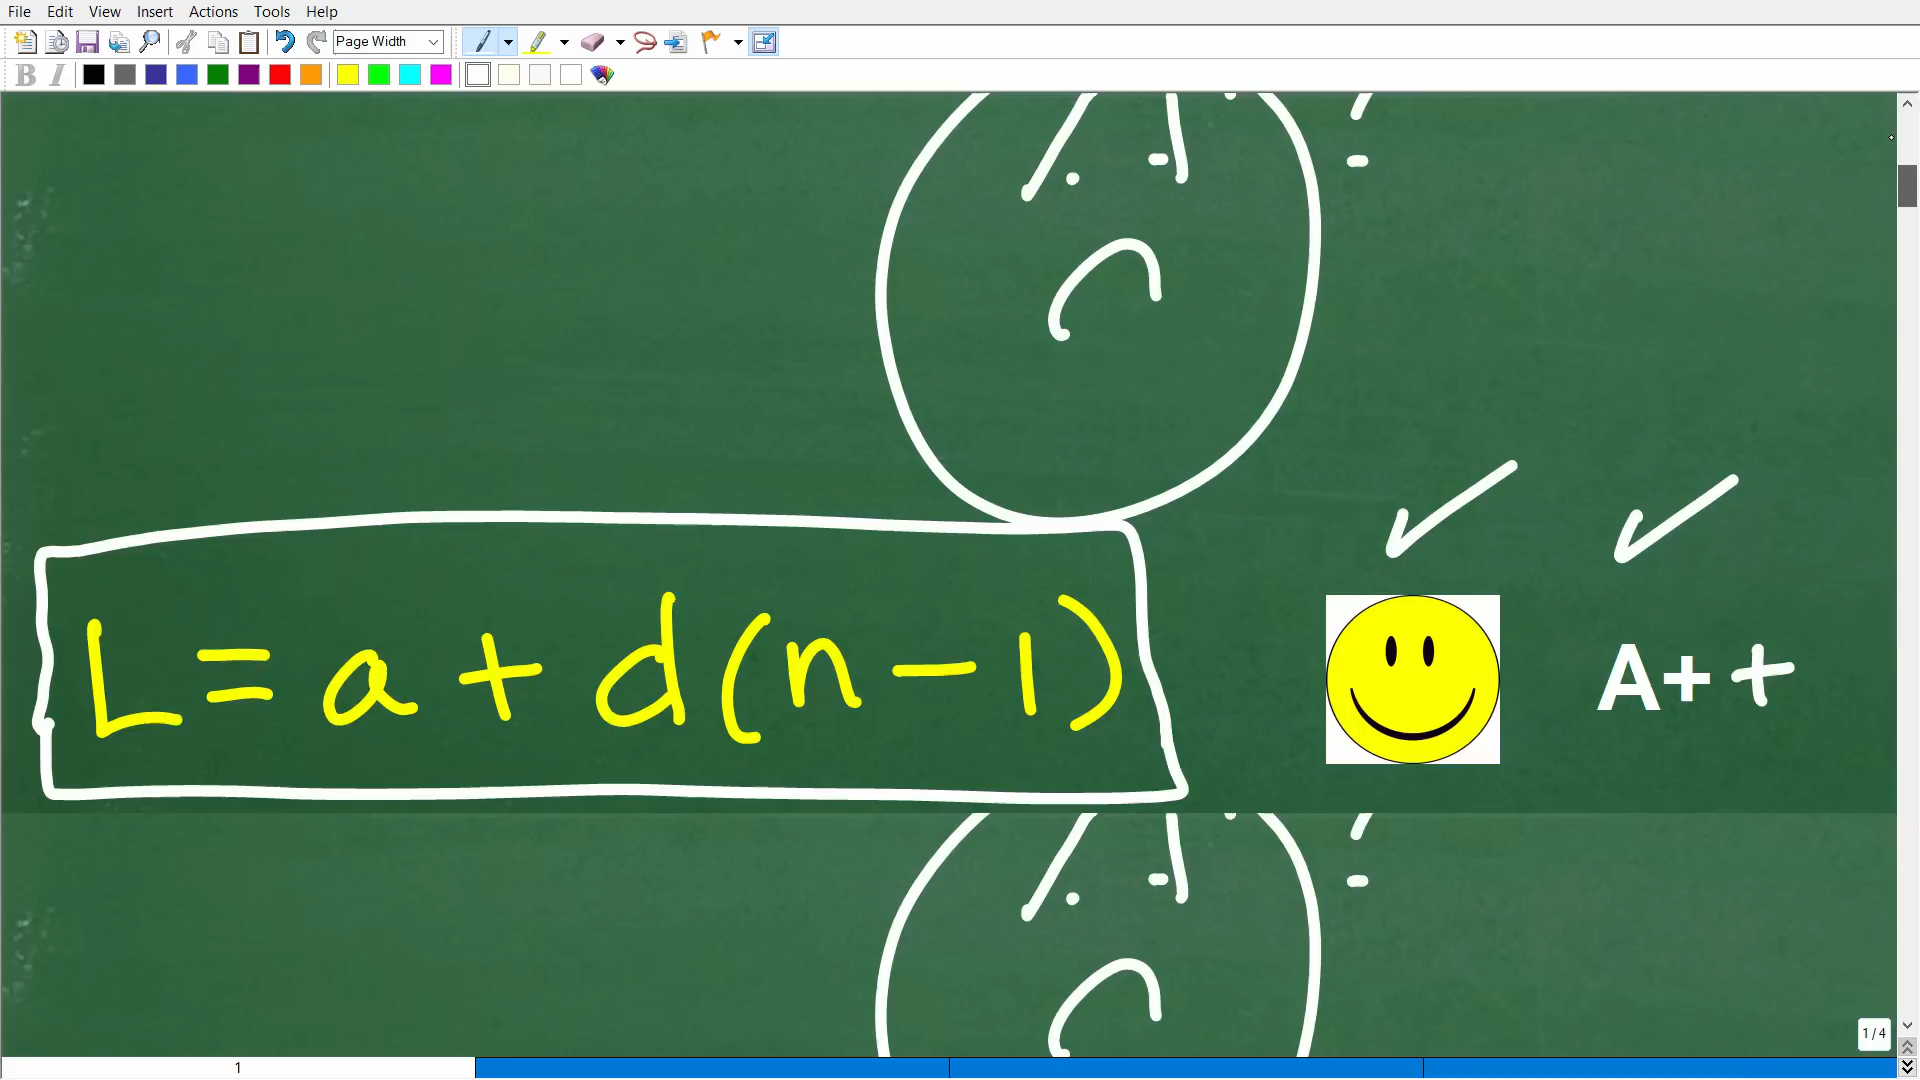 File Edit View Insert Actions Tools Help
Page Width
B I
L = a + d(n - 1)
A+ +
1 / 4
1